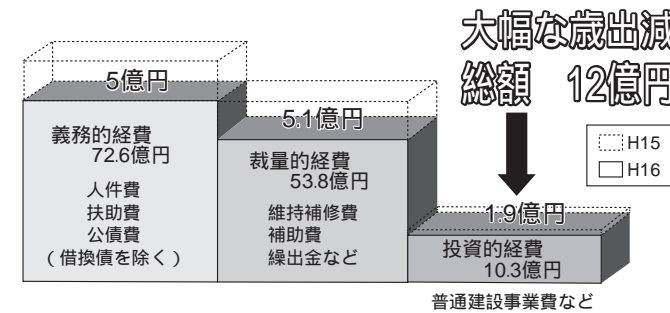 大幅な歳出減
総額 12億円
5億円
義務的経費
72.6億円
人件費
扶助費
公債費
(借換債を除く)
5.1億円
裁量的経費
53.8億円
維持補修費
補助費
繰出金など
H15
H16
1.9億円
投資的経費
10.3億円
普通建設事業費など